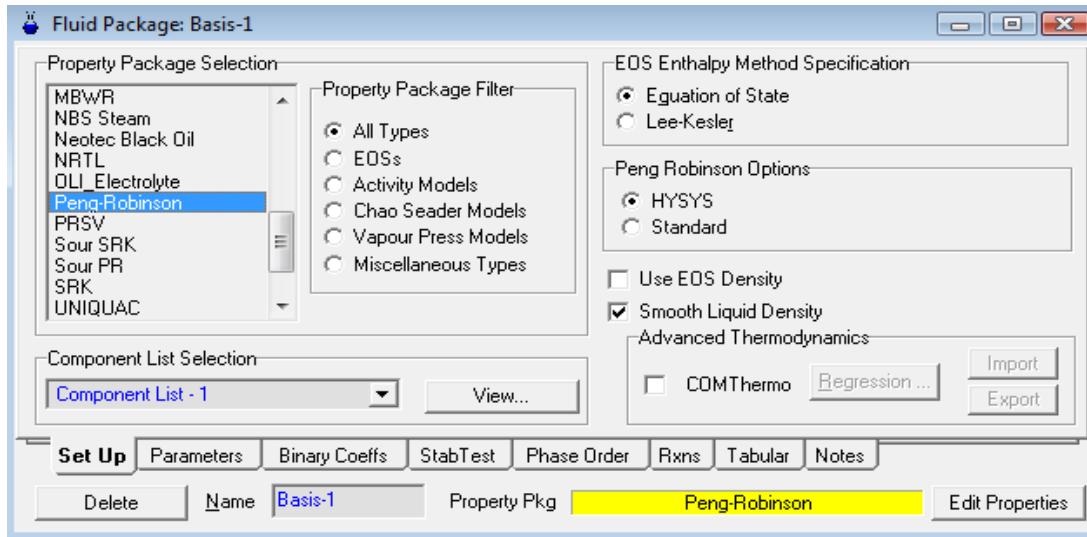 Fluid Package: Basis-1
Property Package Selection
MBWR
NBS Steam
Neotec Black Oil
NRTL
OLI_Electrolyte
Peng-Robinson
PRSV
Sour SRK
Sour PR
SRK
UNIQUAC
Property Package Filter
All Types
EOSs
Activity Models
Chao Seader Models
Vapour Press Models
Miscellaneous Types
EOS Enthalpy Method Specification
Equation of State
Lee-Kesler
Peng Robinson Options
HYSYS
Standard
Use EOS Density
Smooth Liquid Density
Advanced Thermodynamics
COMThermo
Regression ...
Import
Export
Component List Selection
Component List - 1
View...
Set Up Parameters Binary Coeffs StabTest Phase Order Rxns Tabular Notes
Delete Name Basis-1 Property Pkg Peng-Robinson Edit Properties